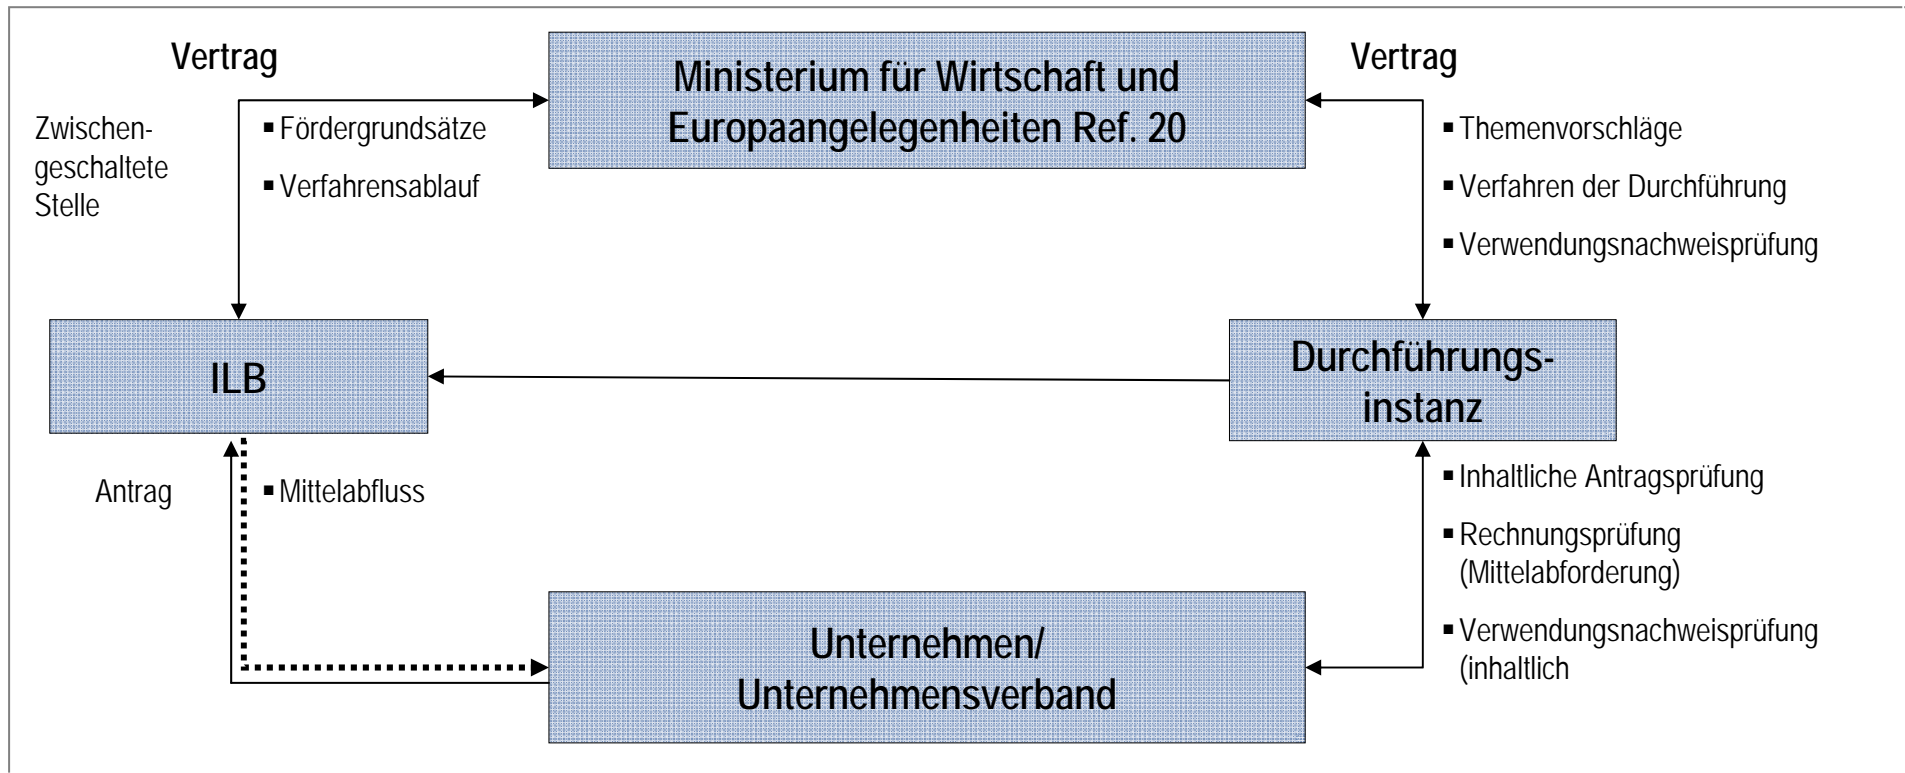 Vertrag
Ministerium für Wirtschaft und
Europaangelegenheiten Ref. 20
Vertrag
Zwischen-
geschaltete
Stelle
▪ Fördergrundsätze
▪ Verfahrensablauf
▪ Themenvorschläge
▪ Verfahren der Durchführung
▪ Verwendungsnachweisprüfung
ILB
Durchführungs-
instanz
Antrag
▪ Mittelabfluss
▪ Inhaltliche Antragsprüfung
▪ Rechnungsprüfung
(Mittelabforderung)
▪ Verwendungsnachweisprüfung
(inhaltlich
Unternehmen/
Unternehmensverband